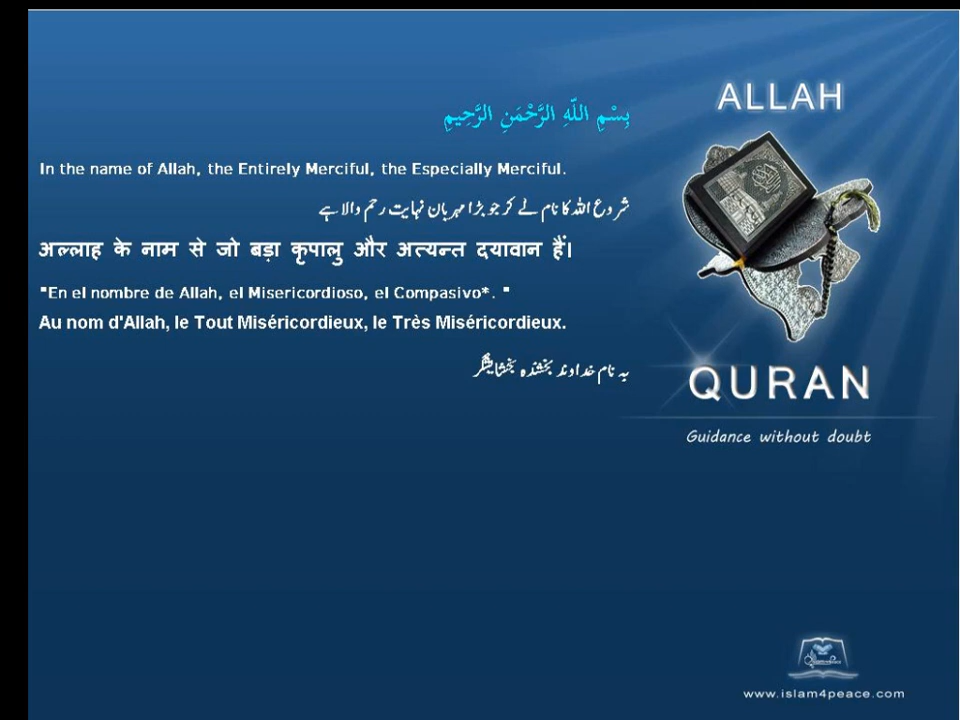 بِسْمِ اللّهِ الرَّحْمَنِ الرَّحِيمِ
In the name of Allah, the Entirely Merciful, the Especially Merciful.
شروع الله کا نام لے کر جو بڑا مہربان نہایت رحم والا ہے
अल्लाह के नाम से जो बड़ा कृपालु और अत्यन्त दयावान हैं।
"En el nombre de Allah, el Misericordioso, el Compasivo*. "
Au nom d'Allah, le Tout Miséricordieux, le Très Miséricordieux.
به نام خداوند بخشنده بخشایشگر
ALLAH
QURAN
Guidance without doubt
www.islam4peace.com